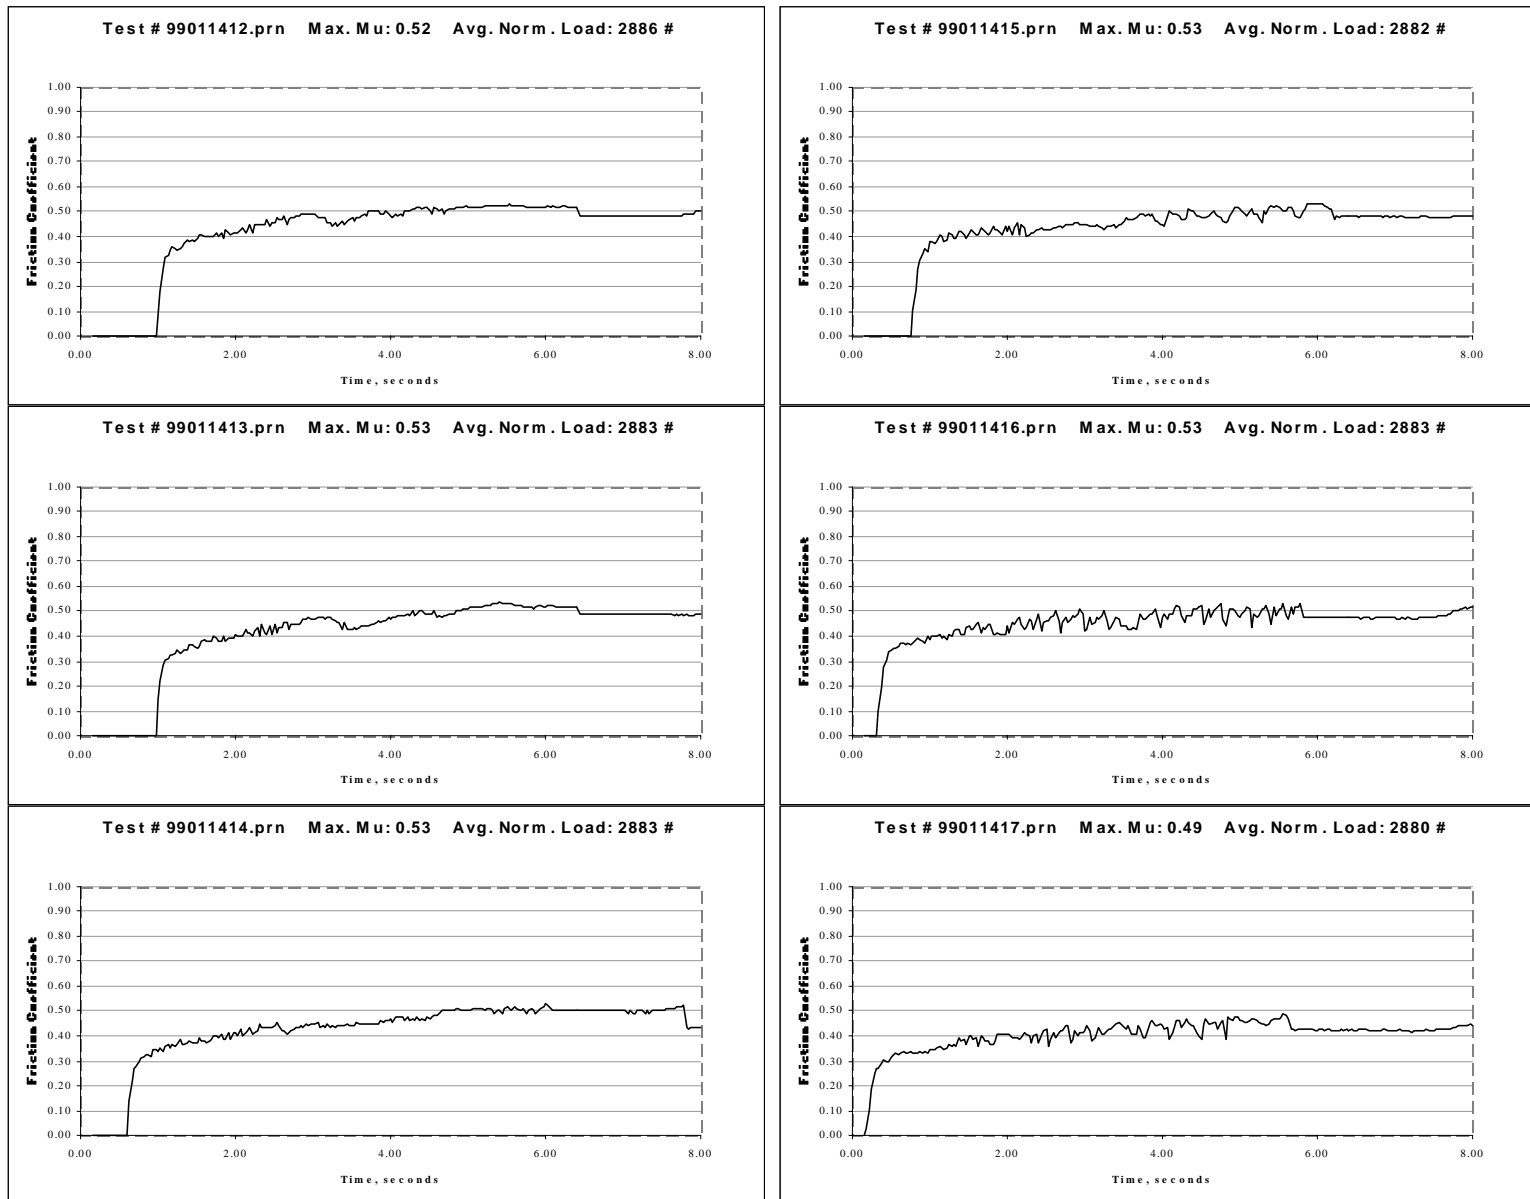 Test # 99011412.prn Max. Mu: 0.52 Avg. Norm. Load: 2886 #
1.00
0.90
0.80
0.70
0.60
0.50
0.40
0.30
0.20
0.10
0.00
Friction Coefficient
0.00 2.00 4.00 6.00 8.00
Time, seconds
Test # 99011415.prn Max. Mu: 0.53 Avg. Norm. Load: 2882 #
1.00
0.90
0.80
0.70
0.60
0.50
0.40
0.30
0.20
0.10
0.00
Friction Coefficient
0.00 2.00 4.00 6.00 8.00
Time, seconds
Test # 99011413.prn Max. Mu: 0.53 Avg. Norm. Load: 2883 #
1.00
0.90
0.80
0.70
0.60
0.50
0.40
0.30
0.20
0.10
0.00
Friction Coefficient
0.00 2.00 4.00 6.00 8.00
Time, seconds
Test # 99011416.prn Max. Mu: 0.53 Avg. Norm. Load: 2883 #
1.00
0.90
0.80
0.70
0.60
0.50
0.40
0.30
0.20
0.10
0.00
Friction Coefficient
0.00 2.00 4.00 6.00 8.00
Time, seconds
Test # 99011414.prn Max. Mu: 0.53 Avg. Norm. Load: 2883 #
1.00
0.90
0.80
0.70
0.60
0.50
0.40
0.30
0.20
0.10
0.00
Friction Coefficient
0.00 2.00 4.00 6.00 8.00
Time, seconds
Test # 99011417.prn Max. Mu: 0.49 Avg. Norm. Load: 2880 #
1.00
0.90
0.80
0.70
0.60
0.50
0.40
0.30
0.20
0.10
0.00
Friction Coefficient
0.00 2.00 4.00 6.00 8.00
Time, seconds